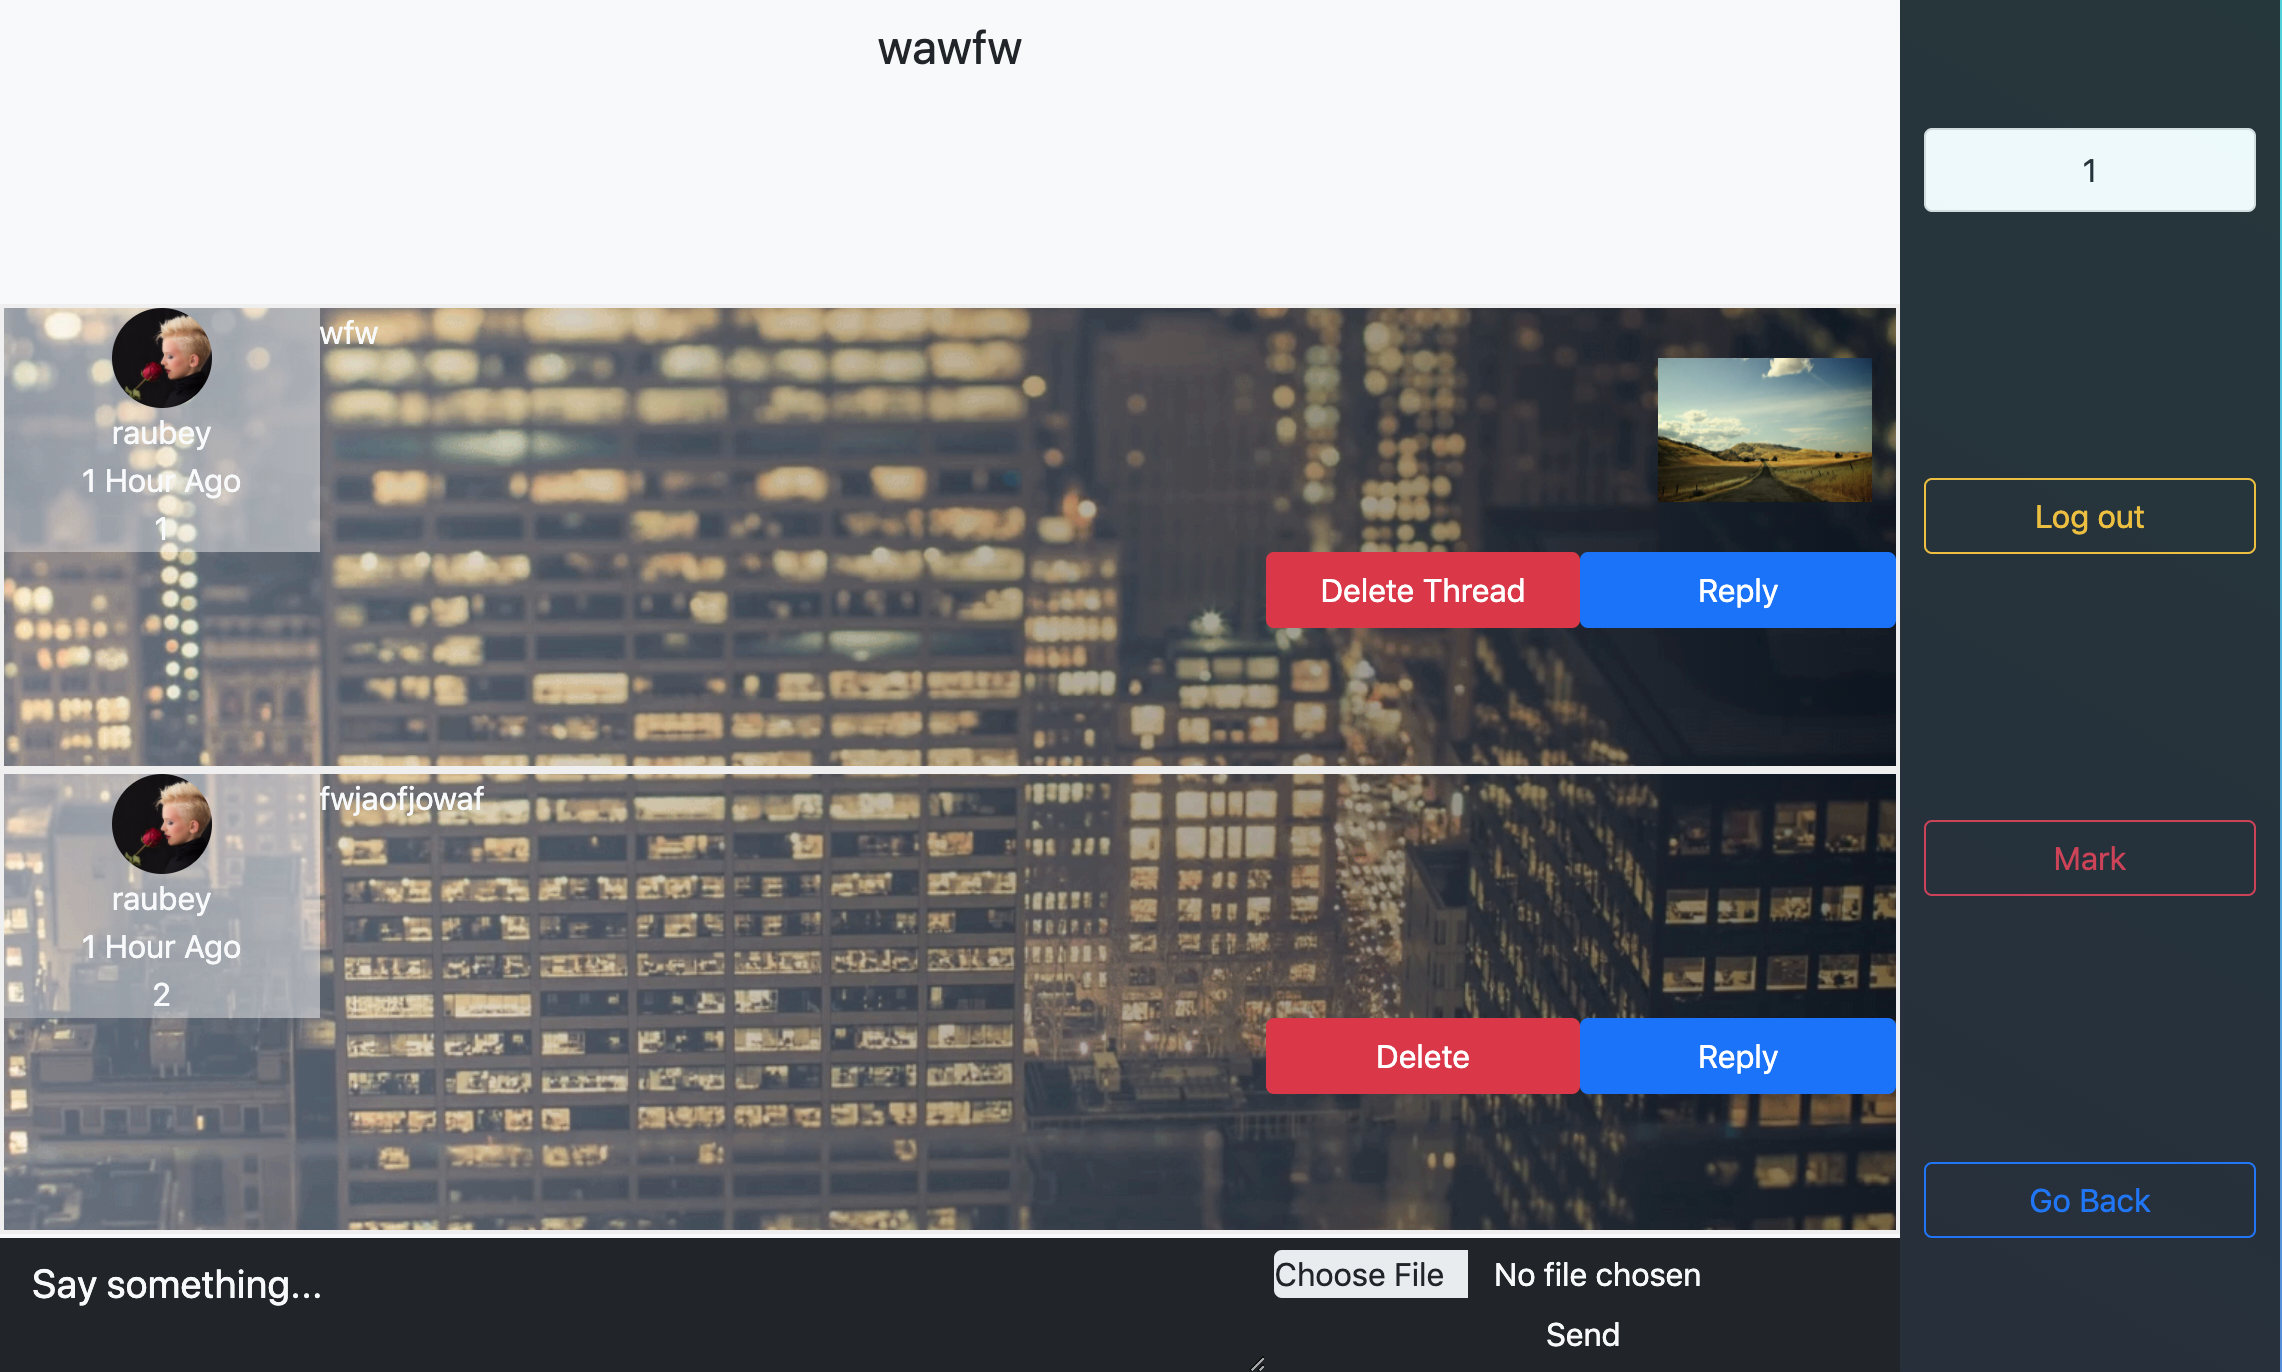 wawfw
1
wfw
raubey
1 Hour Ago
1
Delete Thread
Reply
Log out
fwjaofjowaf
raubey
1 Hour Ago
2
Delete
Reply
Mark
Go Back
Say something...
Choose File
No file chosen
Send